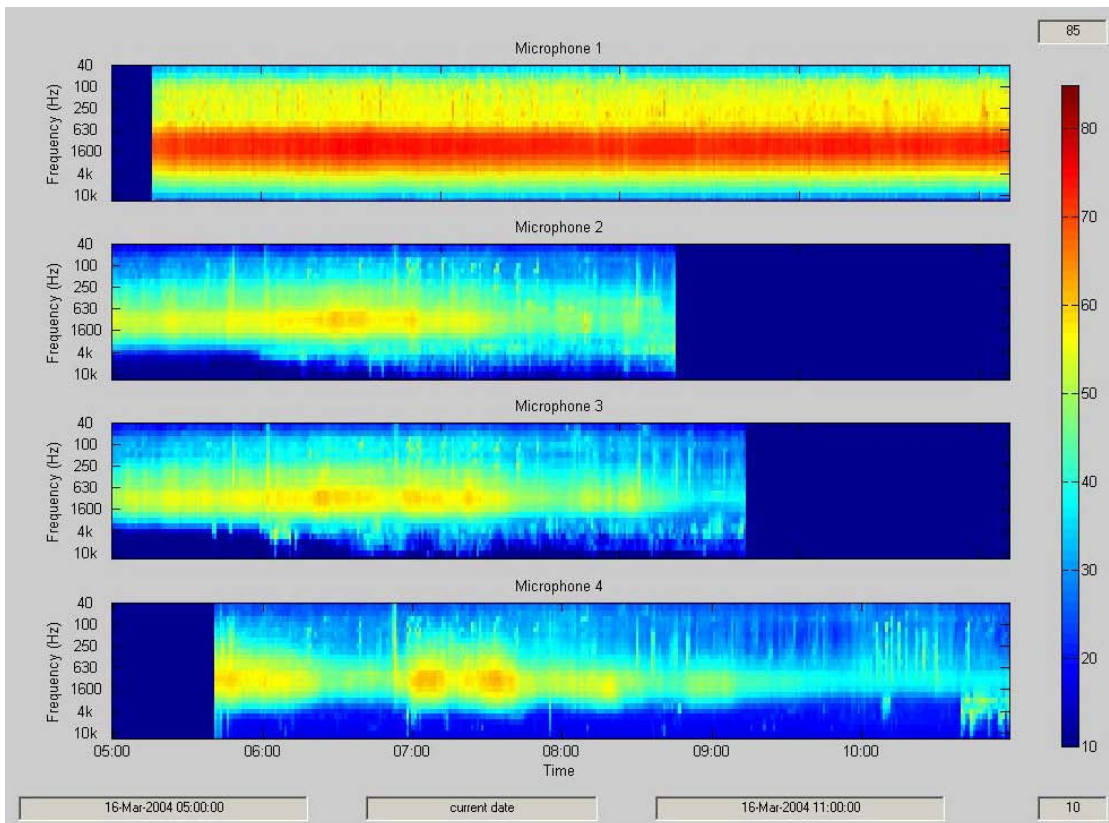 85
Microphone 1
Frequency (Hz)
40
100
250
630
1600
4k
10k
Microphone 2
Frequency (Hz)
40
100
250
630
1600
4k
10k
Microphone 3
Frequency (Hz)
40
100
250
630
1600
4k
10k
Microphone 4
Frequency (Hz)
40
100
250
630
1600
4k
10k
05:00 06:00 07:00 08:00 09:00 10:00
Time
80
70
60
50
40
30
20
10
16-Mar-2004 05:00:00 current date 16-Mar-2004 11:00:00 10